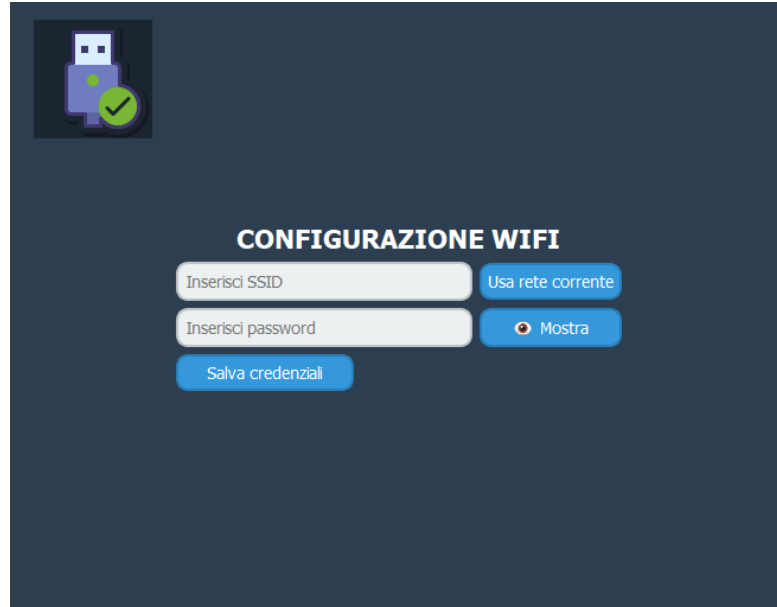 CONFIGURAZIONE WIFI
Inserisci SSID Usa rete corrente
Inserisci password Mostra
Salva credenziali